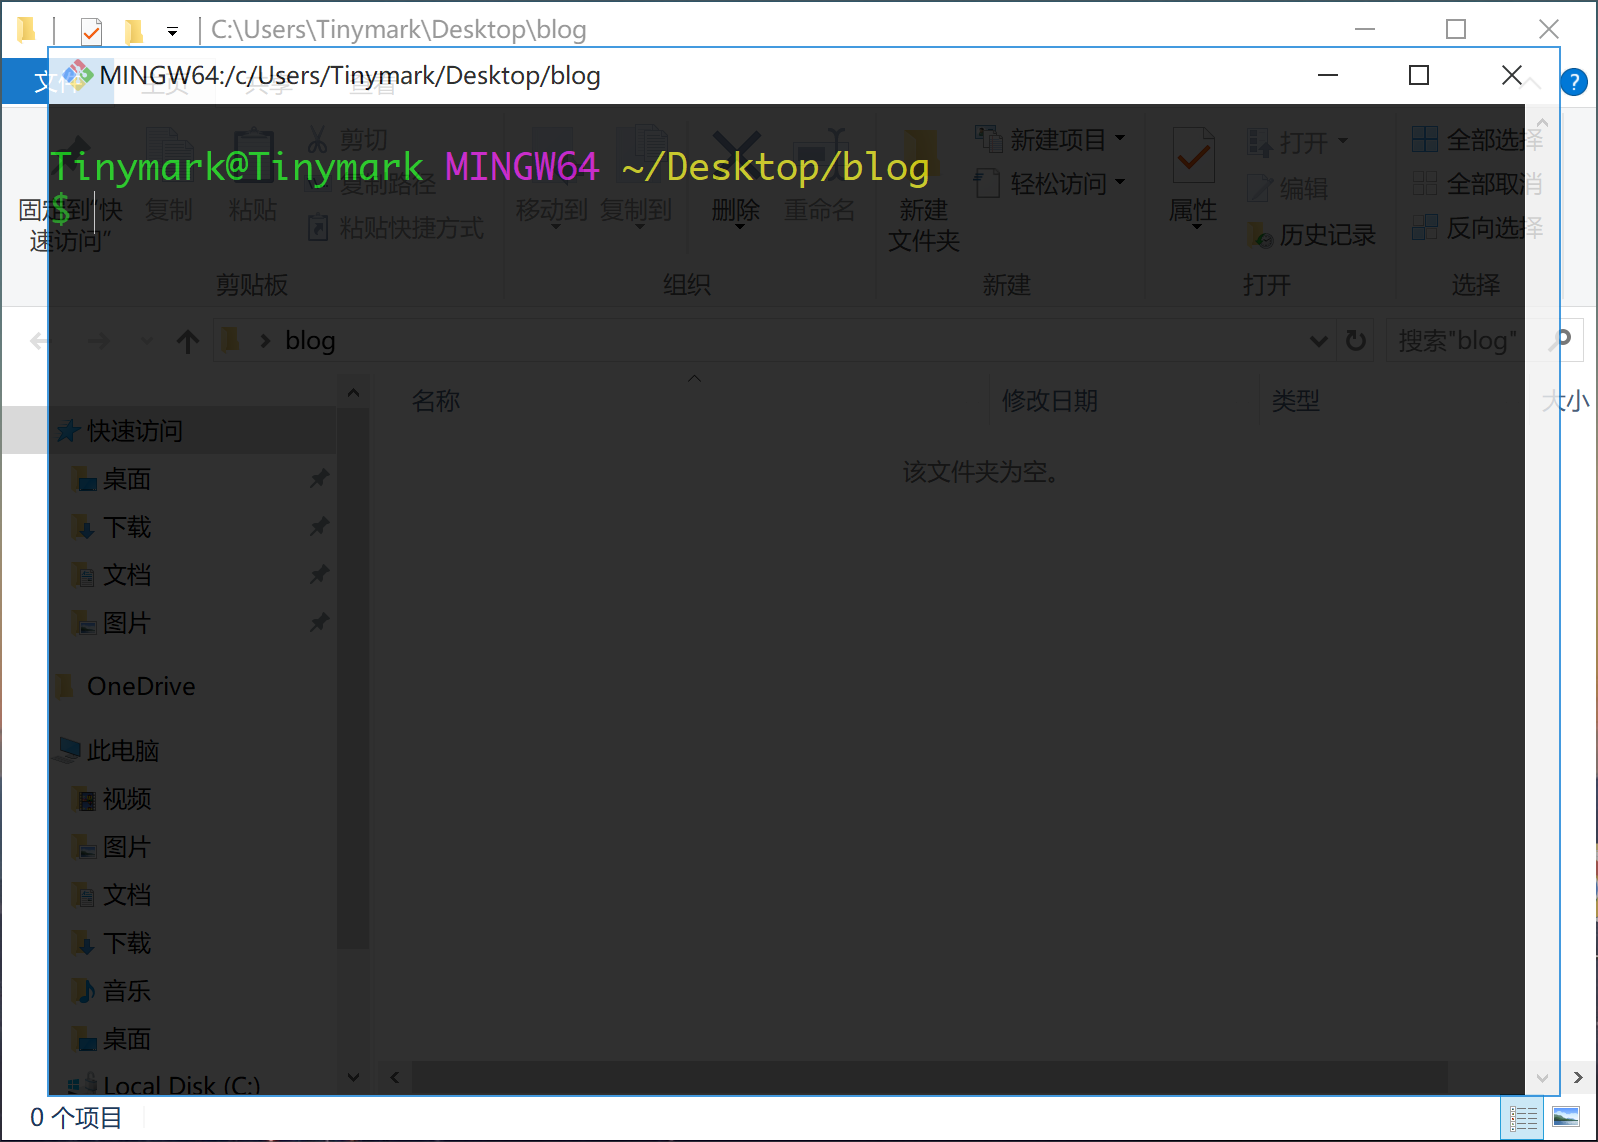 C:\Users\Tinymark\Desktop\blog
MINGW64:/c/Users/Tinymark/Desktop/blog
文件 主页 共享 查看
Tinymark@Tinymark MINGW64 ~/Desktop/blog
$
固定到"快
速访问"
复制
粘贴
剪切
复制路径
粘贴快捷方式
剪贴板
移动到
复制到
删除
重命名
组织
新建
文件夹
新建项目
轻松访问
新建
属性
打开
编辑
历史记录
打开
全部选择
全部取消
反向选择
选择
blog
搜索"blog"
名称 修改日期 类型 大小
该文件夹为空。
快速访问
桌面
下载
文档
图片
OneDrive
此电脑
视频
图片
文档
下载
音乐
桌面
Local Disk (C:)
0 个项目